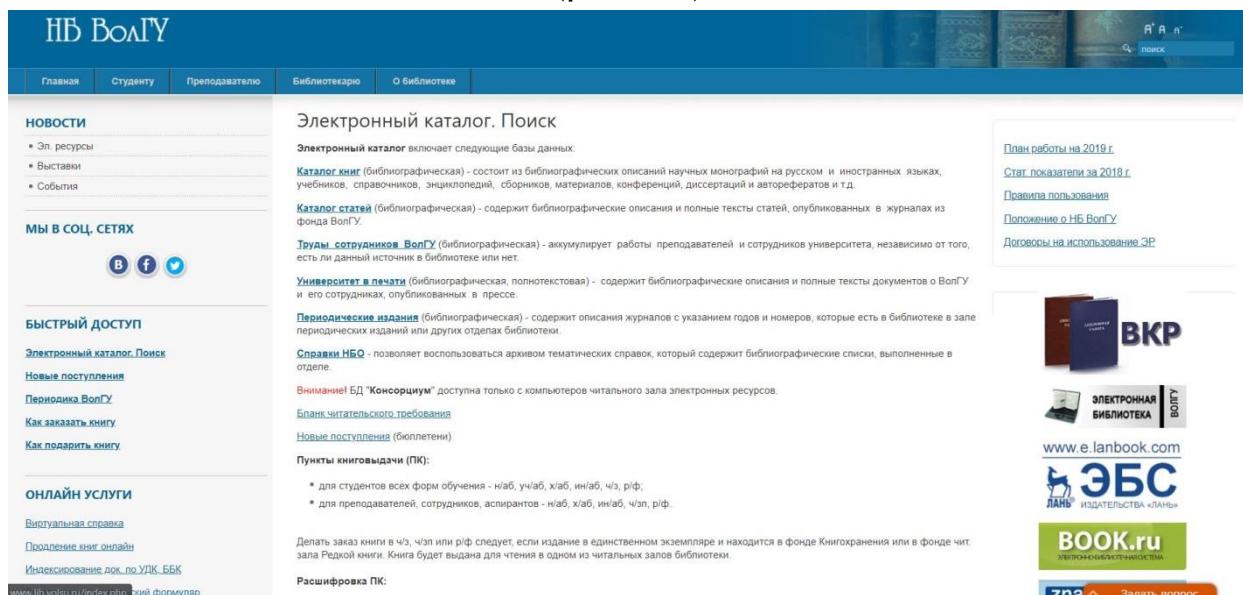 НБ ВолГУ
A+ A A-
поиск
Главная Студенту Преподавателю Библиотекарю О библиотеке
НОВОСТИ
Эл. ресурсы
Выставки
События
МЫ В СОЦ. СЕТЯХ
БЫСТРЫЙ ДОСТУП
Электронный каталог. Поиск
Новые поступления
Периодика ВолГУ
Как заказать книгу
Как подарить книгу
ОНЛАЙН УСЛУГИ
Виртуальная справка
Продление книг онлайн
Индексирование док. по УДК, ББК
www.lib.volsu.ru/index.php
формуляр
Электронный каталог. Поиск
Электронный каталог включает следующие базы данных:
Каталог книг (библиографическая) - состоит из библиографических описаний научных монографий на русском и иностранных языках,
учебников, справочников, энциклопедий, сборников, материалов, конференций, диссертаций и авторефератов и т.д.
Каталог статей (библиографическая) - содержит библиографические описания и полные тексты статей, опубликованных в журналах из
фонда ВолГУ.
Труды сотрудников ВолГУ (библиографическая) - аккумулирует работы преподавателей и сотрудников университета, независимо от того,
есть ли данный источник в библиотеке или нет.
Университет в печати (библиографическая, полнотекстовая) - содержит библиографические описания и полные тексты документов о ВолГУ
и его сотрудниках, опубликованных в прессе.
Периодические издания (библиографическая) - содержит описания журналов с указанием годов и номеров, которые есть в библиотеке в зале
периодических изданий или других отделах библиотеки.
Справки НБО - позволяет воспользоваться архивом тематических справок, который содержит библиографические списки, выполненные в
отделе.
Внимание! БД "Консорциум" доступна только с компьютеров читального зала электронных ресурсов.
Бланк читательского требования
Новые поступления (бюллетени)
Пункты книговыдачи (ПК):
для студентов всех форм обучения - н/аб, уч/аб, х/аб, ин/аб, ч/з, р/ф;
для преподавателей, сотрудников, аспирантов - н/аб, х/аб, ин/аб, ч/зп, р/ф.
Делать заказ книги в ч/з, ч/зп или р/ф следует, если издание в единственном экземпляре и находится в фонде Книгохранения или в фонде чит.
зала Редкой книги. Книга будет выдана для чтения в одном из читальных залов библиотеки.
Расшифровка ПК:
План работы на 2019 г.
Стат. показатели за 2018 г.
Правила пользования
Положение о НБ ВолГУ
Договоры на использование ЭР
ВКР
ЭЛЕКТРОННАЯ
БИБЛИОТЕКА
ВОЛГУ
www.e.lanbook.com
ЭБС
ЛАНЬ ИЗДАТЕЛЬСТВА «ЛАНЬ»
BOOK.ru
ЭЛЕКТРОННО-БИБЛИОТЕЧНАЯ СИСТЕМА
Задать вопрос